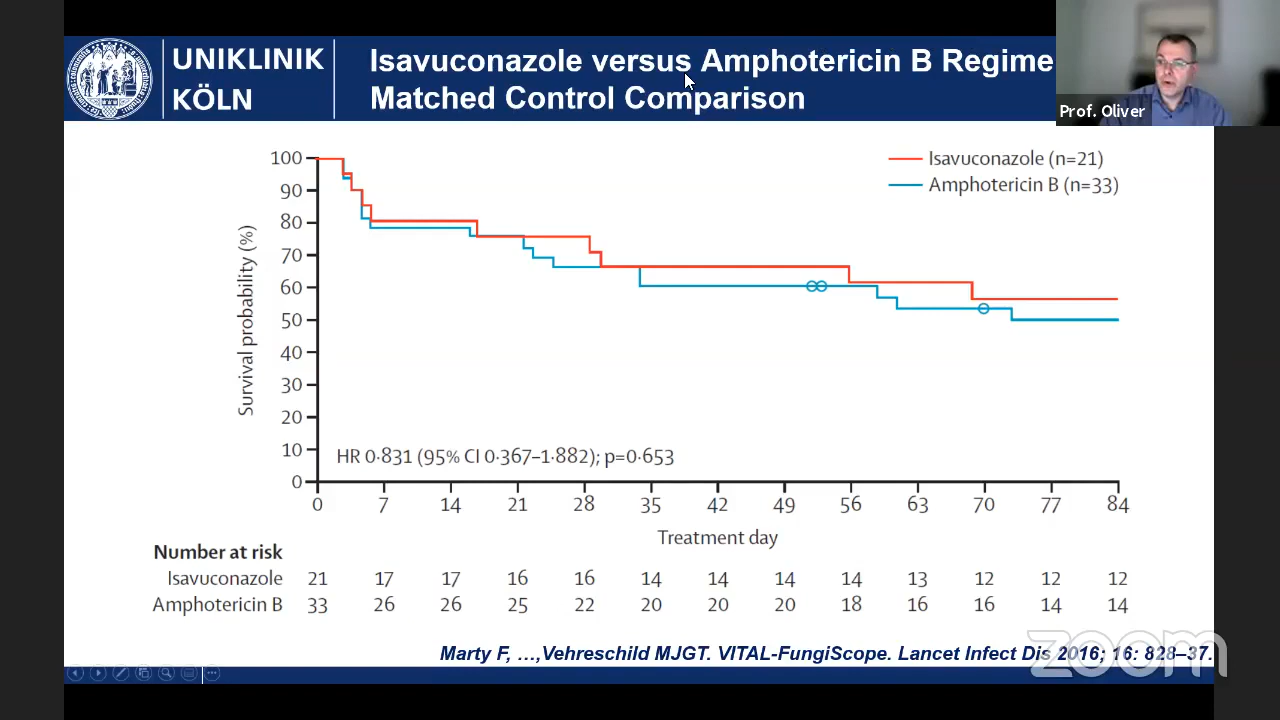 UNIKLINIK
KÖLN
Isavuconazole versus Amphotericin B Regime
Matched Control Comparison
Prof. Oliver
Isavuconazole (n=21)
Amphotericin B (n=33)
100
90
80
70
60
50
40
30
20
10
0
Survival probability (%)
HR 0·831 (95% CI 0·367–1·882); p=0·653
0 7 14 21 28 35 42 49 56 63 70 77 84
Treatment day
Number at risk
Isavuconazole 21 17 17 16 16 14 14 14 14 13 12 12 12
Amphotericin B 33 26 26 25 22 20 20 20 18 16 16 14 14
Marty F, …,Vehreschild MJGT. VITAL-FungiScope. Lancet Infect Dis 2016; 16: 828–37.
zoom